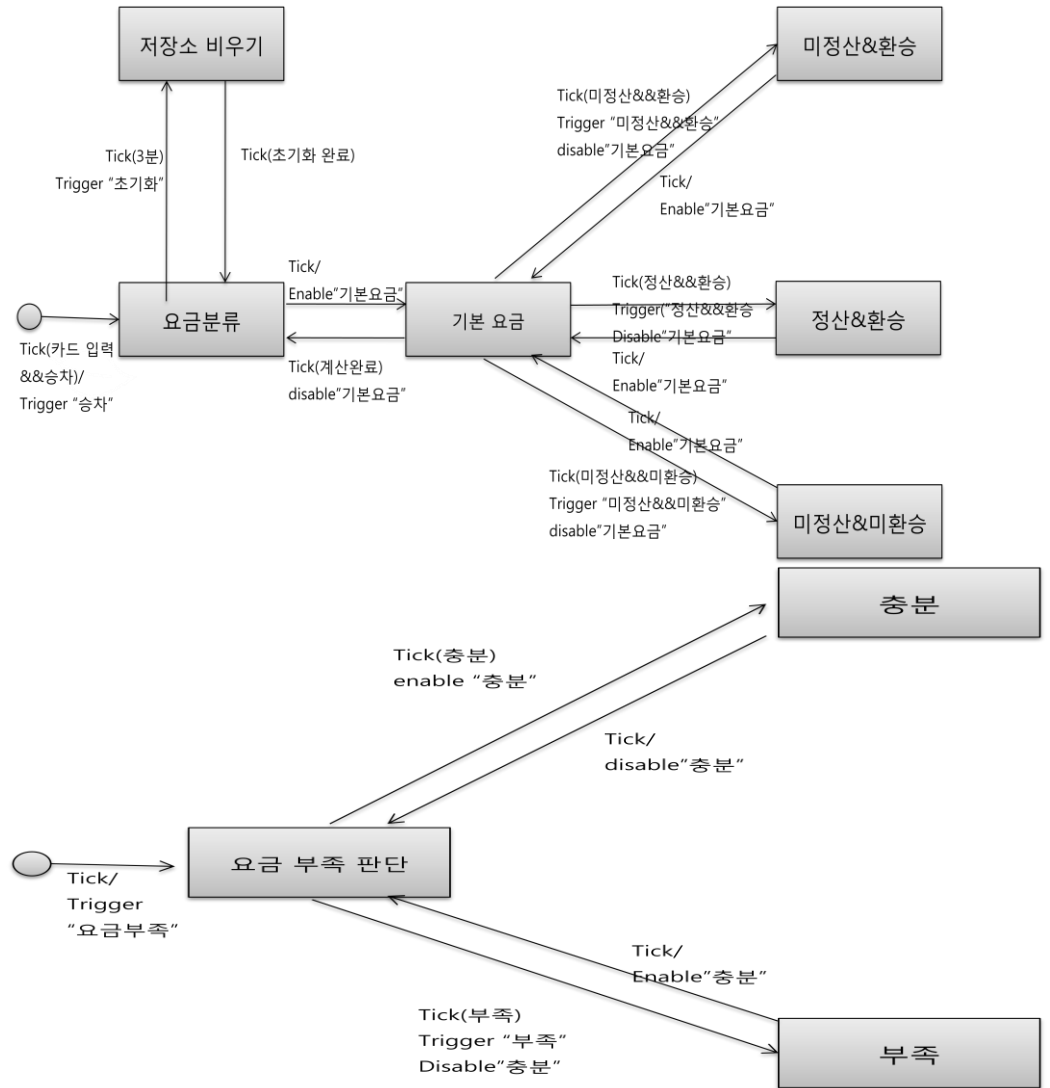 저장소 비우기
미정산&환승
Tick(미정산&&환승)
Trigger "미정산&&환승"
disable"기본요금"
Tick(3분)
Trigger "초기화"
Tick(초기화 완료)
Tick/
Enable"기본요금"
Tick/
Enable"기본요금"
Tick(정산&&환승)
Trigger("정산&&환승
Disable"기본요금"
요금분류
기본 요금
정산&환승
Tick(카드 입력
&&승차)/
Trigger "승차"
Tick(계산완료)
disable"기본요금"
Tick/
Enable"기본요금"
Tick/
Enable"기본요금"
Tick(미정산&&미환승)
Trigger "미정산&&미환승"
disable"기본요금"
미정산&미환승
충분
Tick(충분)
enable "충분"
Tick/
disable"충분"
요금 부족 판단
Tick/
Trigger
"요금부족"
Tick/
Enable"충분"
Tick(부족)
Trigger "부족"
Disable"충분"
부족